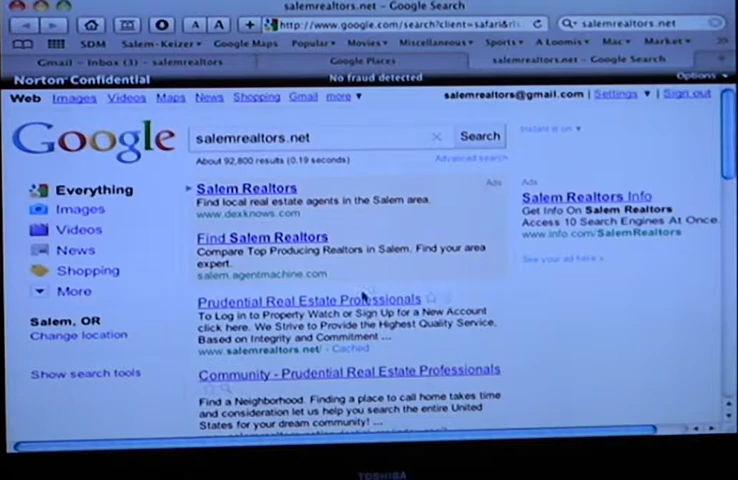 salemrealtors.net - Google Search
http://www.google.com/search?client=safari&rls
salemrealtors.net
SDM Salem-Keizer Google Maps Popular Movies Miscellaneous Sports A Loomis Mac Market
Gmail - Inbox (3) - salemrealtors Google Places salemrealtors.net - Google Search
Norton Confidential No fraud detected Options
Web Images Videos Maps News Shopping Gmail more salemrealtors@gmail.com | Settings | Sign out
Google salemrealtors.net Search
Instant is on
About 92,800 results (0.19 seconds) Advanced search
Everything
Images
Videos
News
Shopping
More
Salem, OR
Change location
Show search tools
Salem Realtors Ads
Find local real estate agents in the Salem area.
www.dexknows.com
Find Salem Realtors
Compare Top Producing Realtors in Salem. Find your area
expert.
salem.agentmachine.com
Prudential Real Estate Professionals
To Log in to Property Watch or Sign Up for a New Account
click here. We Strive to Provide the Highest Quality Service,
Based on Integrity and Commitment ...
www.salemrealtors.net/ - Cached
Community - Prudential Real Estate Professionals
Find a Neighborhood. Finding a place to call home takes time
and consideration let us help you search the entire United
States for your dream community! ...
Ads
Salem Realtors Info
Get Info On Salem Realtors
Access 10 Search Engines At Once.
www.info.com/SalemRealtors
See your ad here »
TOSHIBA